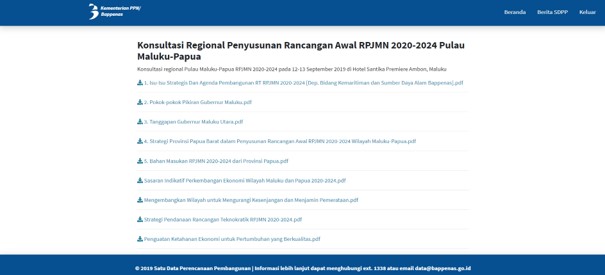 Kementerian PPN/
Bappenas
Beranda Berita SDPP Keluar
Konsultasi Regional Penyusunan Rancangan Awal RPJMN 2020-2024 Pulau
Maluku-Papua
Konsultasi regional Pulau Maluku-Papua RPJMN 2020-2024 pada 12-13 September 2019 di Hotel Santika Premiere Ambon, Maluku
1. Isu-Isu Strategis Dan Agenda Pembangunan RT RPJMN 2020-2024 [Dep. Bidang Kemaritiman dan Sumber Daya Alam Bappenas].pdf
2. Pokok-pokok Pikiran Gubernur Maluku.pdf
3. Tanggapan Gubernur Maluku Utara.pdf
4. Strategi Provinsi Papua Barat dalam Penyusunan Rancangan Awal RPJMN 2020-2024 Wilayah Maluku-Papua.pdf
5. Bahan Masukan RPJMN 2020-2024 dari Provinsi Papua.pdf
Sasaran Indikatif Perkembangan Ekonomi Wilayah Maluku dan Papua 2020-2024.pdf
Mengembangkan Wilayah untuk Mengurangi Kesenjangan dan Menjamin Pemerataan.pdf
Strategi Pendanaan Rancangan Teknokratik RPJMN 2020-2024.pdf
Penguatan Ketahanan Ekonomi untuk Pertumbuhan yang Berkualitas.pdf
© 2019 Satu Data Perencanaan Pembangunan | Informasi lebih lanjut dapat menghubungi ext. 1338 atau email data@bappenas.go.id